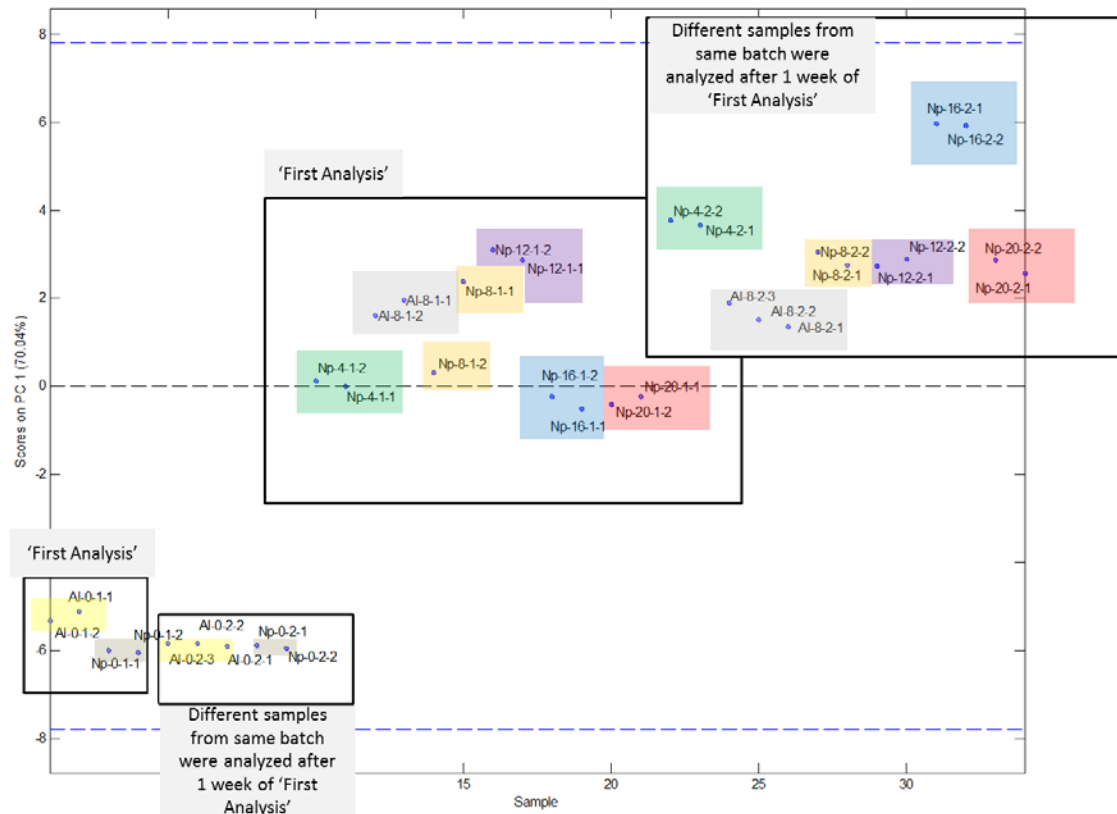 8
6
4
2
0
-2
-4
-6
-8
Scores on PC 1 (70.04%)
15
20
25
30
Sample
Different samples from
same batch were
analyzed after 1 week of
‘First Analysis’
Np-16-2-1
Np-16-2-2
Np-4-2-2
Np-4-2-1
Np-8-2-2
Np-8-2-1
Np-12-2-2
Np-12-2-1
Np-20-2-2
Np-20-2-1
Al-8-2-3
Al-8-2-2
Al-8-2-1
‘First Analysis’
Np-12-1-2
Np-12-1-1
Np-8-1-1
Al-8-1-1
Al-8-1-2
Np-8-1-2
Np-4-1-2
Np-4-1-1
Np-16-1-2
Np-16-1-1
Np-20-1-1
Np-20-1-2
‘First Analysis’
Al-0-1-1
Al-0-1-2
Np-0-1-2
Np-0-1-1
Al-0-2-2
Al-0-2-3
Al-0-2-1
Np-0-2-1
Np-0-2-2
Different samples
from same batch
were analyzed after
1 week of ‘First
Analysis’